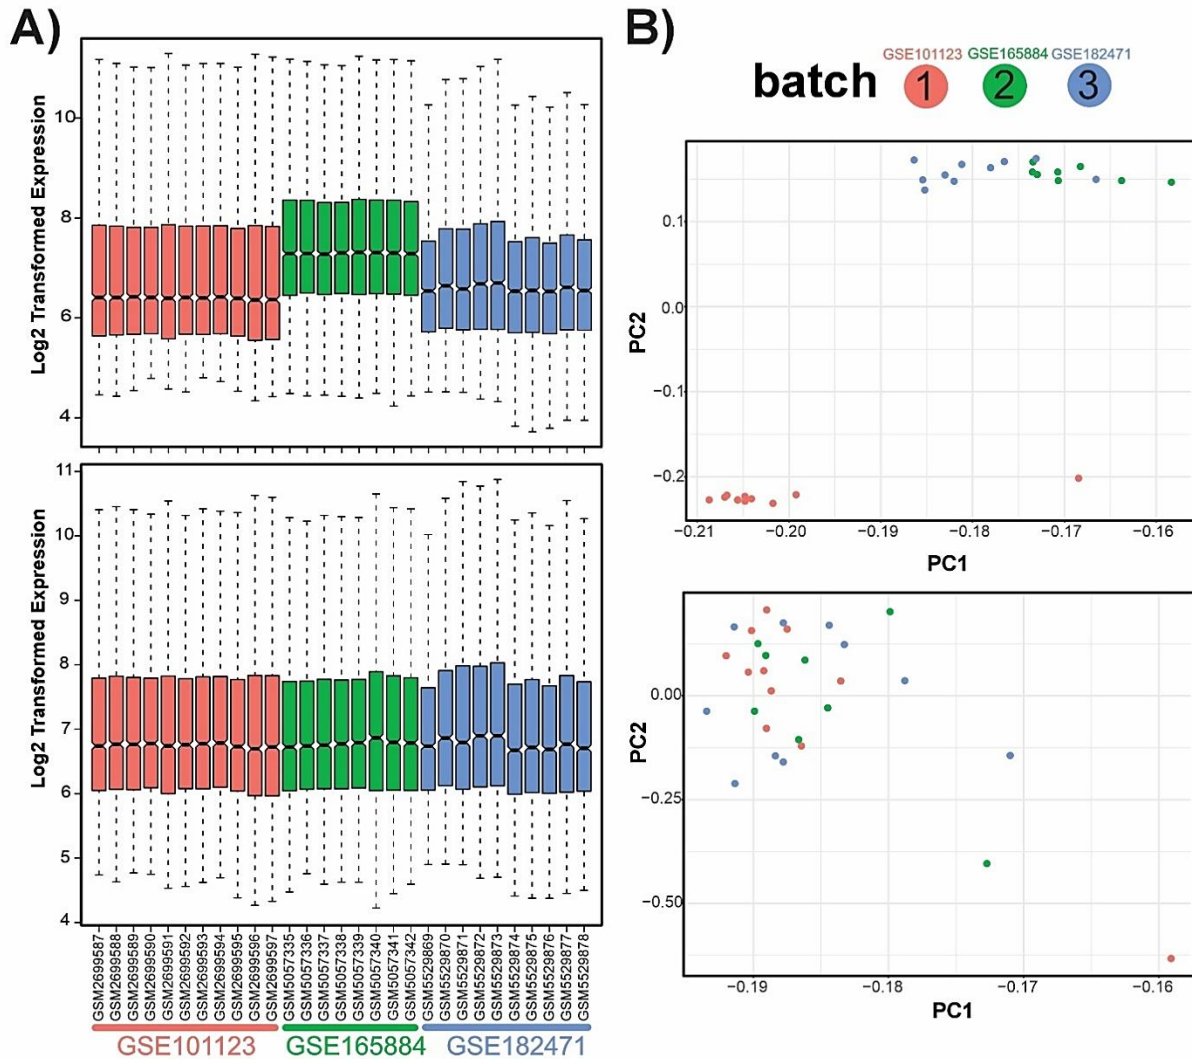 A)
Log2 Transformed Expression
10
8
6
4
Log2 Transformed Expression
11
10
9
8
7
6
5
4
GSM2699587
GSM2699588
GSM2699589
GSM2699590
GSM2699591
GSM2699592
GSM2699593
GSM2699594
GSM2699595
GSM2699596
GSM2699597
GSM5057335
GSM5057336
GSM5057337
GSM5057338
GSM5057339
GSM5057340
GSM5057341
GSM5057342
GSM5529869
GSM5529870
GSM5529871
GSM5529872
GSM5529873
GSM5529874
GSM5529875
GSM5529876
GSM5529877
GSM5529878
GSE101123 GSE165884 GSE182471
B)
GSE101123 GSE165884 GSE182471
batch 1 2 3
PC2
0.1
0.0
−0.1
−0.2
−0.21 −0.20 −0.19 −0.18 −0.17 −0.16
PC1
PC2
0.00
−0.25
−0.50
−0.19 −0.18 −0.17 −0.16
PC1